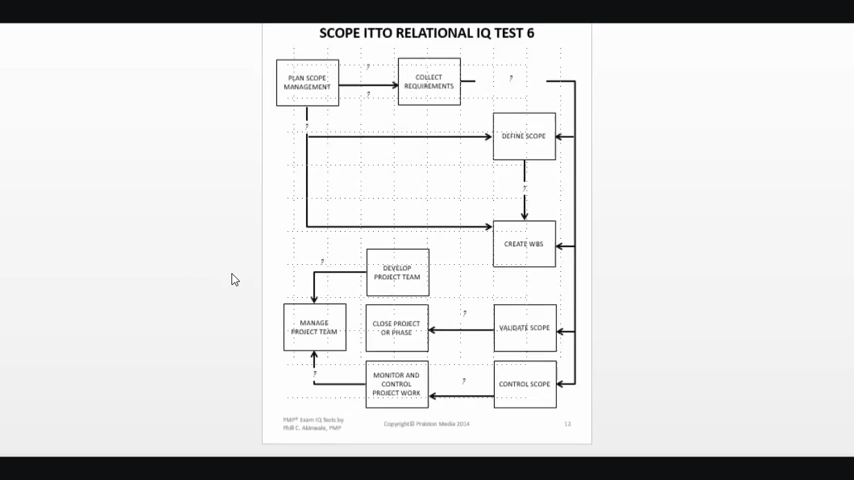 SCOPE ITTO RELATIONAL IQ TEST 6
PLAN SCOPE
MANAGEMENT
?
?
COLLECT
REQUIREMENTS
?
?
DEFINE SCOPE
?
CREATE WBS
?
DEVELOP
PROJECT TEAM
MANAGE
PROJECT TEAM
CLOSE PROJECT
OR PHASE
?
VALIDATE SCOPE
?
MONITOR AND
CONTROL
PROJECT WORK
?
CONTROL SCOPE
PMP® Exam IQ Tests by
Phill C. Akinwale, PMP
Copyright© Praizion Media 2014
12